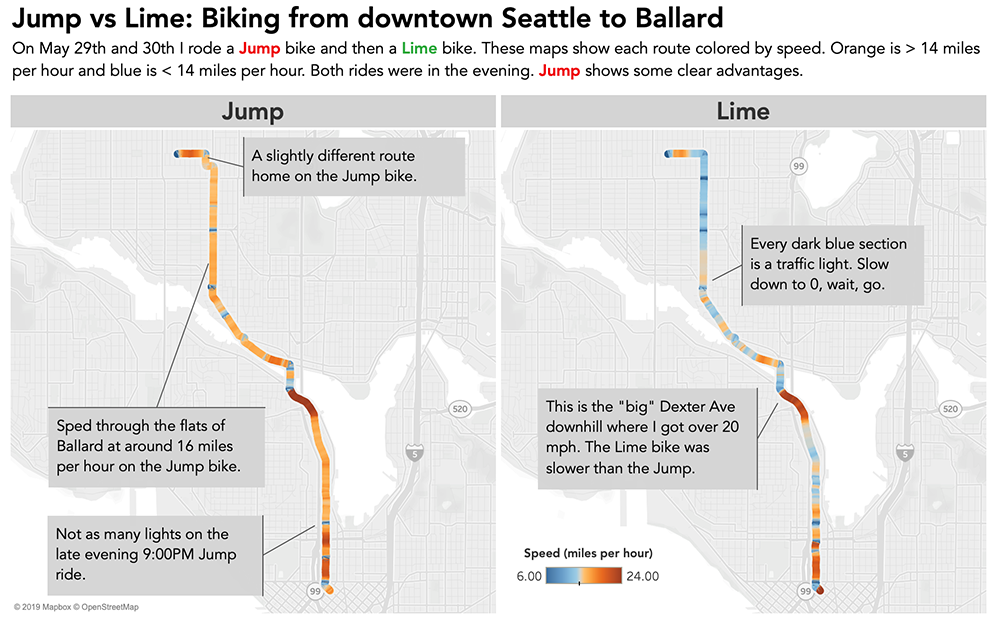 Jump vs Lime: Biking from downtown Seattle to Ballard
On May 29th and 30th I rode a Jump bike and then a Lime bike. These maps show each route colored by speed. Orange is > 14 miles
per hour and blue is < 14 miles per hour. Both rides were in the evening. Jump shows some clear advantages.
Jump
A slightly different route
home on the Jump bike.
Sped through the flats of
Ballard at around 16 miles
per hour on the Jump bike.
Not as many lights on the
late evening 9:00PM Jump
ride.
520
5
99
© 2019 Mapbox © OpenStreetMap
Lime
99
Every dark blue section
is a traffic light. Slow
down to 0, wait, go.
This is the "big" Dexter Ave
downhill where I got over 20
mph. The Lime bike was
slower than the Jump.
520
5
Speed (miles per hour)
6.00 24.00
99